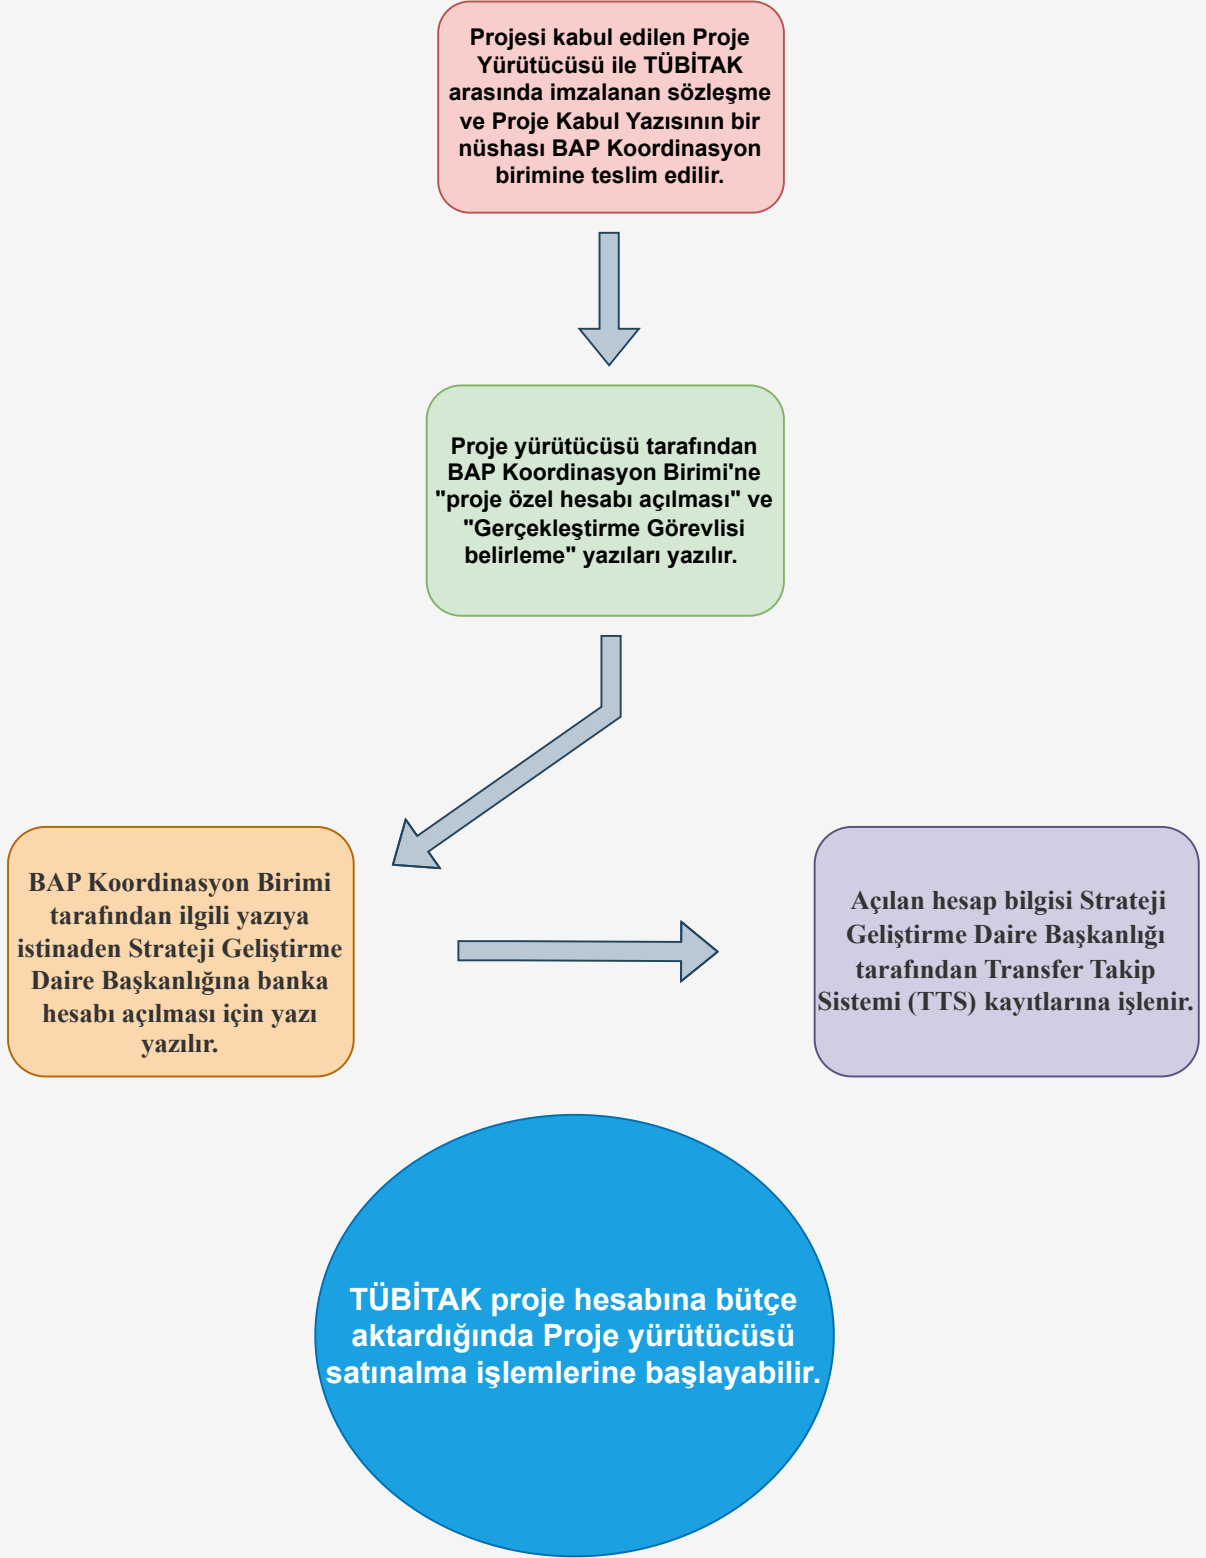 Projesi kabul edilen Proje
Yürütücüsü ile TÜBİTAK
arasında imzalanan sözleşme
ve Proje Kabul Yazısının bir
nüshası BAP Koordinasyon
birimine teslim edilir.
Proje yürütücüsü tarafından
BAP Koordinasyon Birimi'ne
"proje özel hesabı açılması" ve
"Gerçekleştirme Görevlisi
belirleme" yazıları yazılır.
BAP Koordinasyon Birimi
tarafından ilgili yazıya
istinaden Strateji Geliştirme
Daire Başkanlığına banka
hesabı açılması için yazı
yazılır.
Açılan hesap bilgisi Strateji
Geliştirme Daire Başkanlığı
tarafından Transfer Takip
Sistemi (TTS) kayıtlarına işlenir.
TÜBİTAK proje hesabına bütçe
aktardığında Proje yürütücüsü
satınalma işlemlerine başlayabilir.